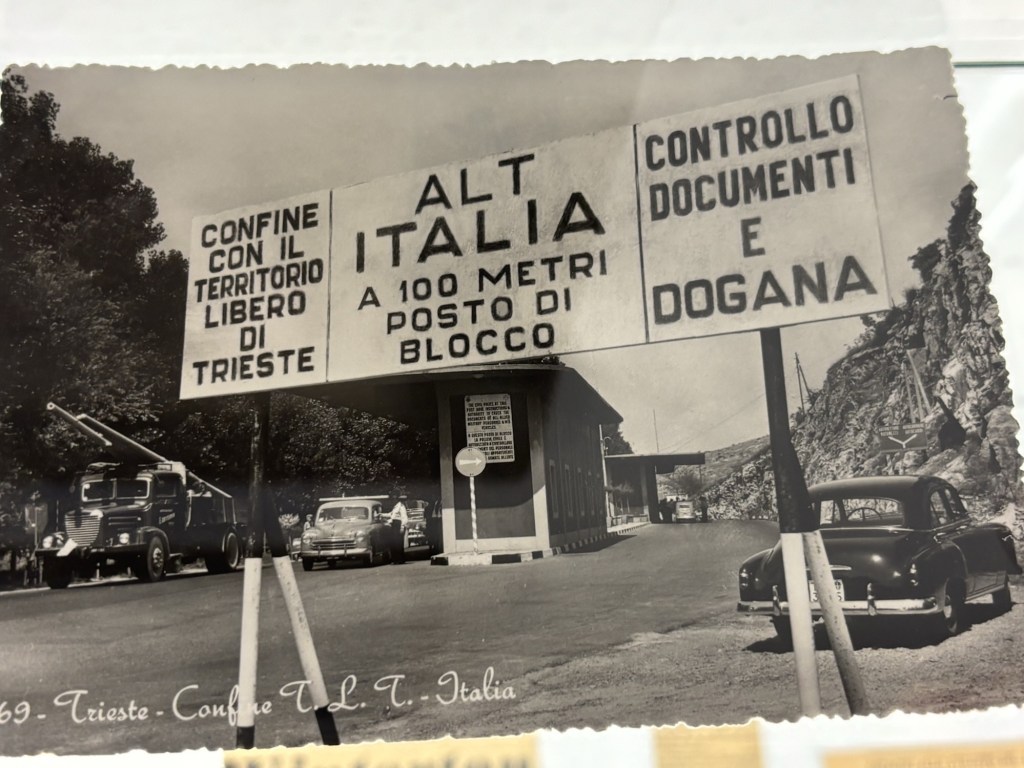 CONFINE
CON IL
TERRITORIO
LIBERO
DI
TRIESTE
ALT
ITALIA
A 100 METRI
POSTO DI
BLOCCO
CONTROLLO
DOCUMENTI
E
DOGANA
69 - Trieste - Confine T. L. T. - Italia